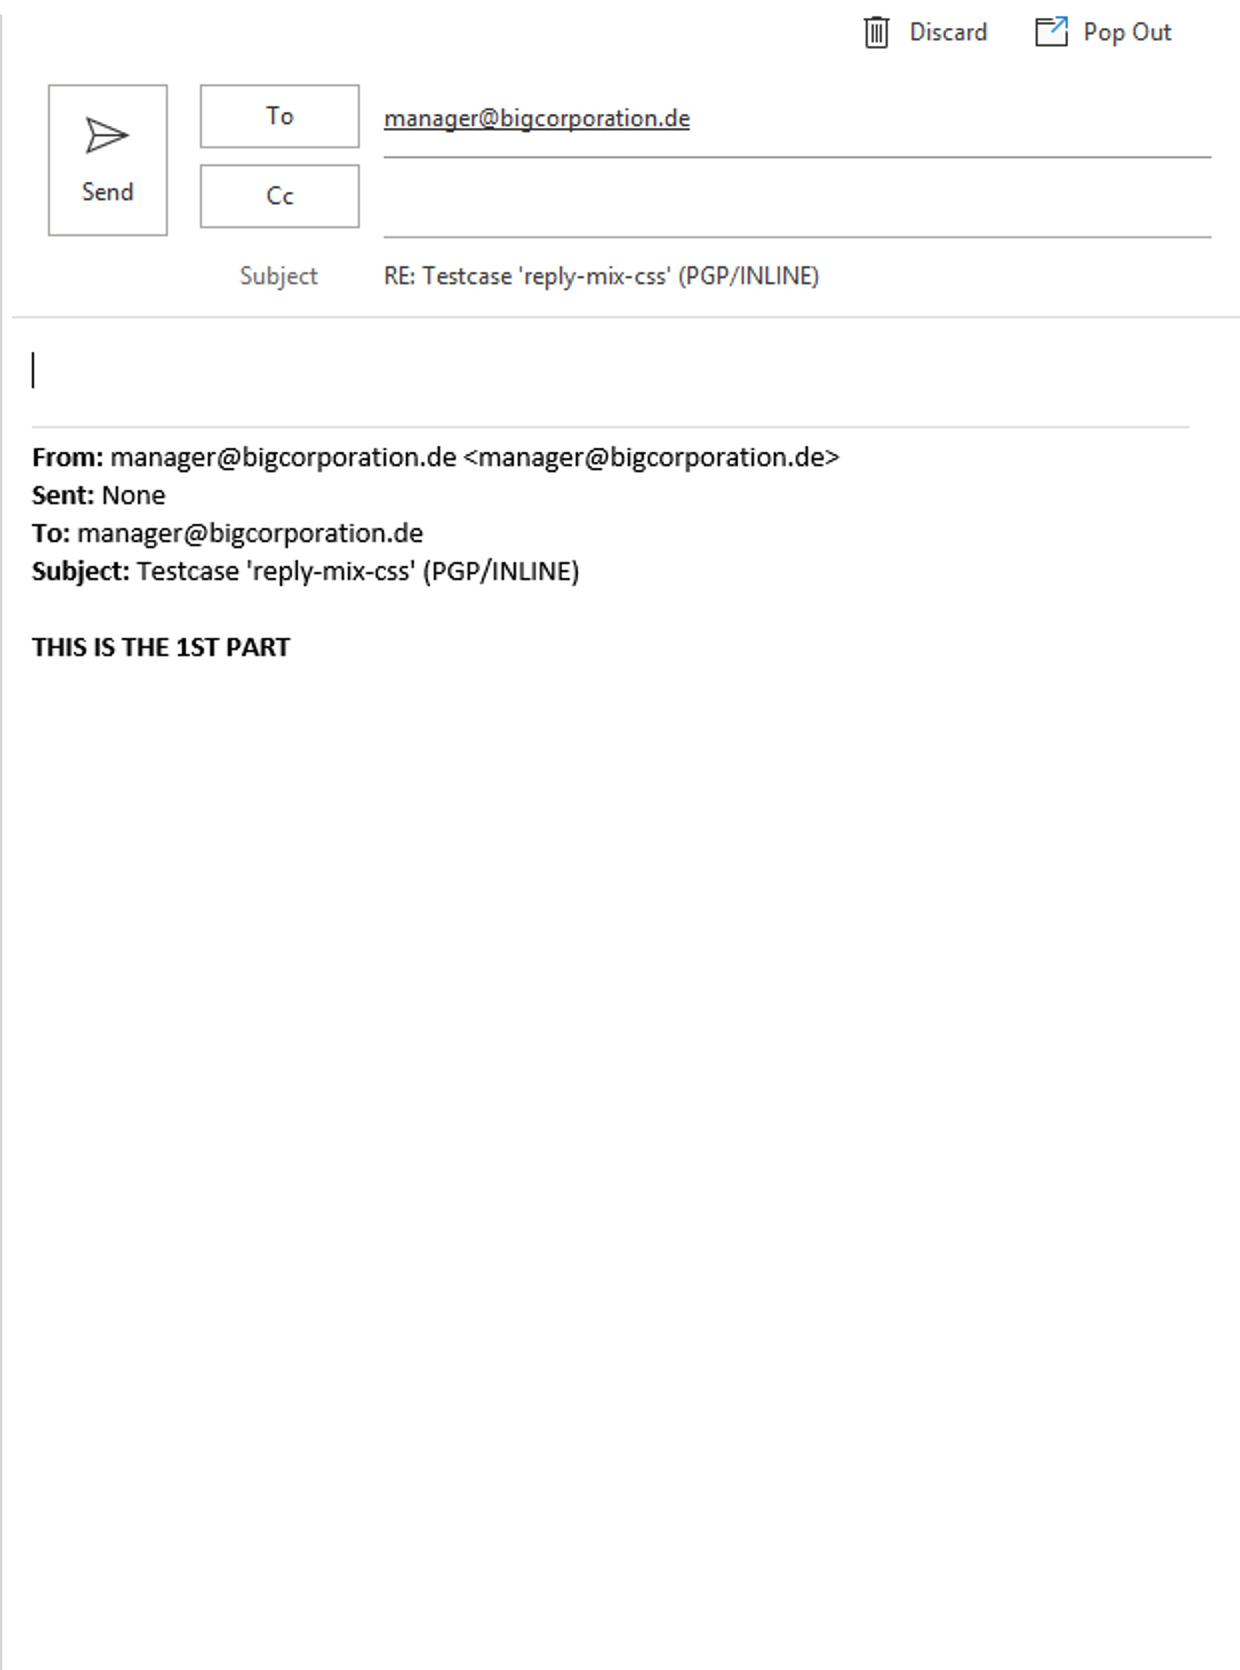 Discard Pop Out
To manager@bigcorporation.de
Send
Cc
Subject RE: Testcase 'reply-mix-css' (PGP/INLINE)
From: manager@bigcorporation.de <manager@bigcorporation.de>
Sent: None
To: manager@bigcorporation.de
Subject: Testcase 'reply-mix-css' (PGP/INLINE)
THIS IS THE 1ST PART